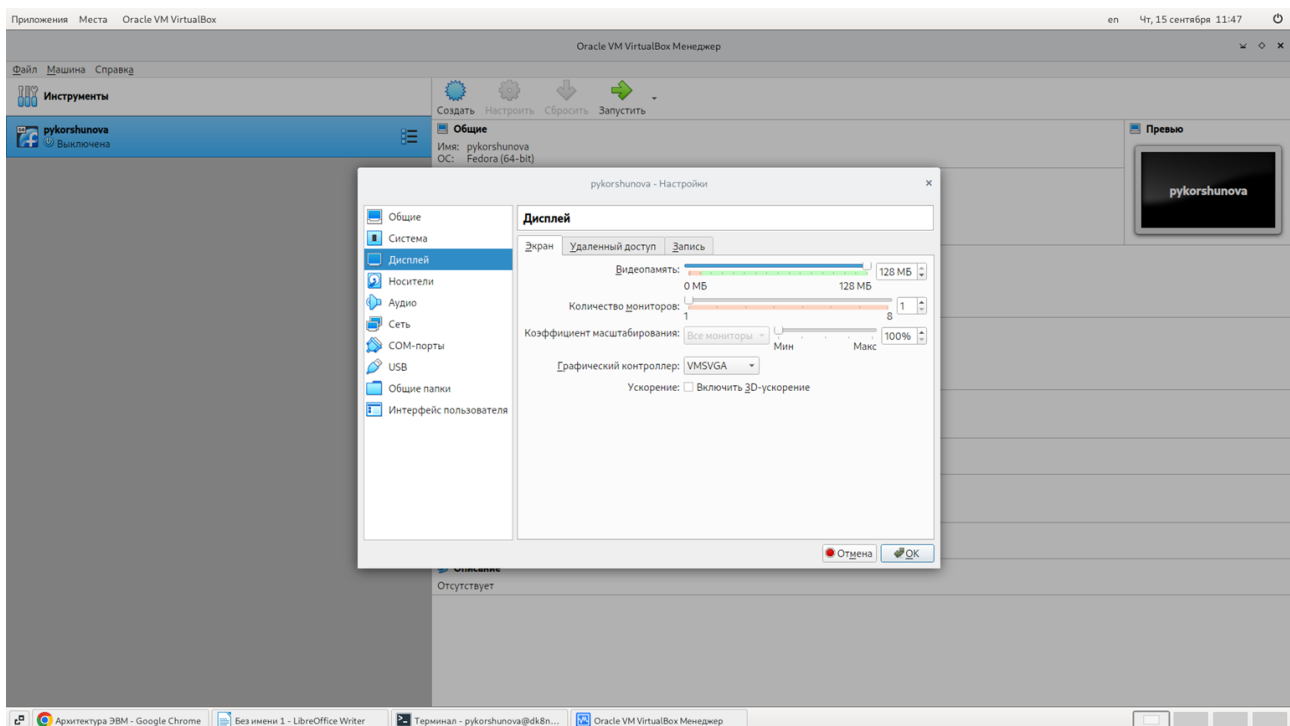 Приложения Места Oracle VM VirtualBox en Чт, 15 сентября 11:47
Oracle VM VirtualBox Менеджер
Файл Машина Справка
Инструменты
Создать Настроить Сбросить Запустить
pykorshunova
Выключена
Общие
Имя: pykorshunova
ОС: Fedora (64-bit)
Превью
pykorshunova
pykorshunova - Настройки
Общие
Система
Дисплей
Носители
Аудио
Сеть
COM-порты
USB
Общие папки
Интерфейс пользователя
Дисплей
Экран Удаленный доступ Запись
Видеопамять: 128 МБ
0 МБ 128 МБ
Количество мониторов: 1
1 8
Коэффициент масштабирования: Все мониторы 100%
Мин Макс
Графический контроллер: VMSVGA
Ускорение: Включить 3D-ускорение
Отмена OK
Описание
Отсутствует
Архитектура ЭВМ - Google Chrome Без имени 1 - LibreOffice Writer Терминал - pykorshunova@dk8n... Oracle VM VirtualBox Менеджер